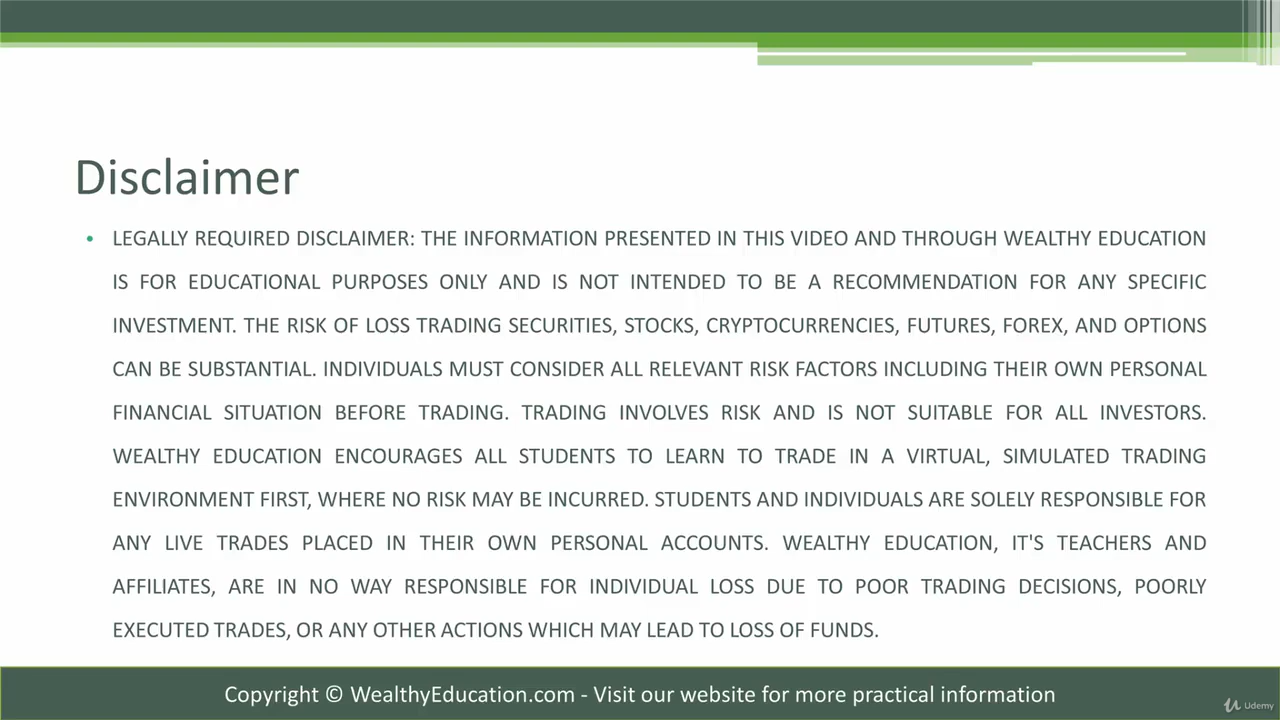 Disclaimer
• LEGALLY REQUIRED DISCLAIMER: THE INFORMATION PRESENTED IN THIS VIDEO AND THROUGH WEALTHY EDUCATION
IS FOR EDUCATIONAL PURPOSES ONLY AND IS NOT INTENDED TO BE A RECOMMENDATION FOR ANY SPECIFIC
INVESTMENT. THE RISK OF LOSS TRADING SECURITIES, STOCKS, CRYPTOCURRENCIES, FUTURES, FOREX, AND OPTIONS
CAN BE SUBSTANTIAL. INDIVIDUALS MUST CONSIDER ALL RELEVANT RISK FACTORS INCLUDING THEIR OWN PERSONAL
FINANCIAL SITUATION BEFORE TRADING. TRADING INVOLVES RISK AND IS NOT SUITABLE FOR ALL INVESTORS.
WEALTHY EDUCATION ENCOURAGES ALL STUDENTS TO LEARN TO TRADE IN A VIRTUAL, SIMULATED TRADING
ENVIRONMENT FIRST, WHERE NO RISK MAY BE INCURRED. STUDENTS AND INDIVIDUALS ARE SOLELY RESPONSIBLE FOR
ANY LIVE TRADES PLACED IN THEIR OWN PERSONAL ACCOUNTS. WEALTHY EDUCATION, IT'S TEACHERS AND
AFFILIATES, ARE IN NO WAY RESPONSIBLE FOR INDIVIDUAL LOSS DUE TO POOR TRADING DECISIONS, POORLY
EXECUTED TRADES, OR ANY OTHER ACTIONS WHICH MAY LEAD TO LOSS OF FUNDS.
Copyright © WealthyEducation.com - Visit our website for more practical information
Udemy